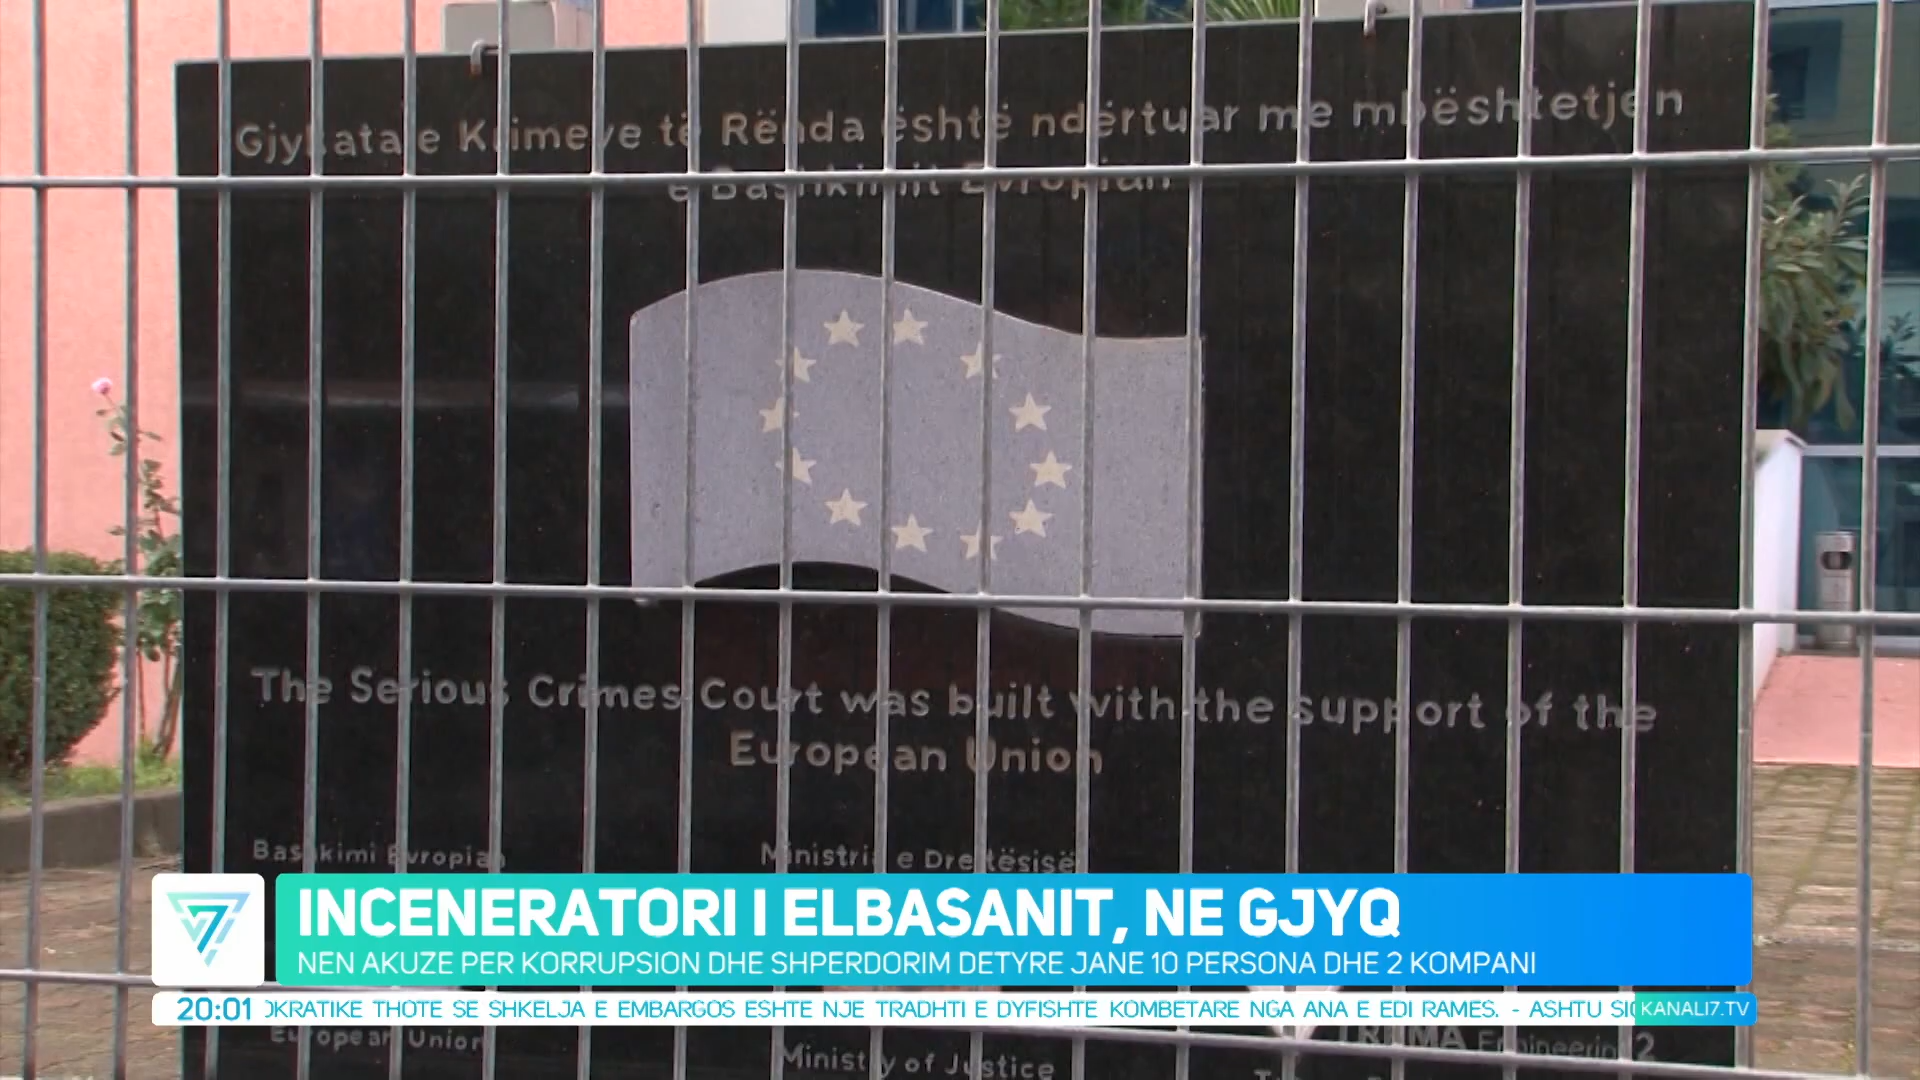 Gjykata e Krimeve të Rënda është ndërtuar me mbështetjen
e Bashkimit Evropian
The Serious Crimes Court was built with the support of the
European Union
Bashkimi Evropian
Ministria e Drejtësisë
INCENERATORI I ELBASANIT, NE GJYQ
NEN AKUZE PER KORRUPSION DHE SHPERDORIM DETYRE JANE 10 PERSONA DHE 2 KOMPANI
20:01 OKRATIKE THOTE SE SHKELJA E EMBARGOS ESHTE NJE TRADHTI E DYFISHTE KOMBETARE NGA ANA E EDI RAMES. - ASHTU KANALI7.TV
European Union
Ministry of Justice
Engineering 2